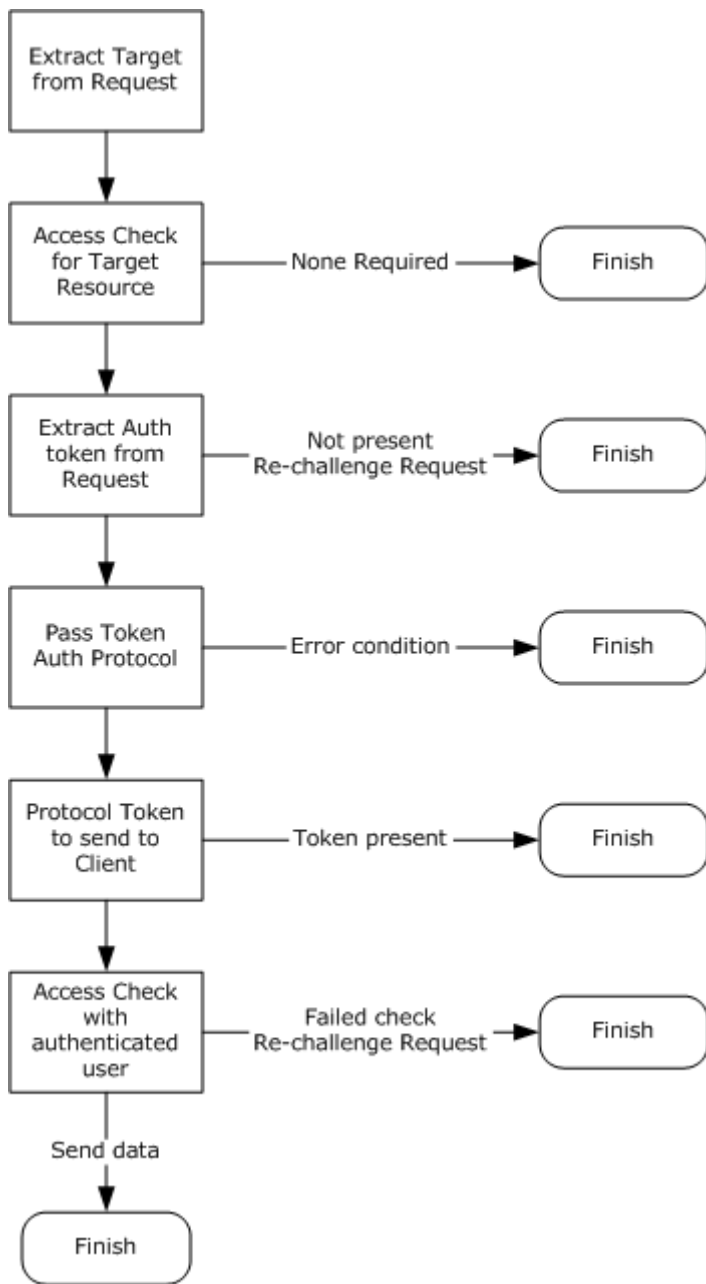 Extract Target
from Request
Access Check
for Target
Resource
None Required
Finish
Extract Auth
token from
Request
Not present
Re-challenge Request
Finish
Pass Token
Auth Protocol
Error condition
Finish
Protocol Token
to send to
Client
Token present
Finish
Access Check
with
authenticated
user
Failed check
Re-challenge Request
Finish
Send data
Finish